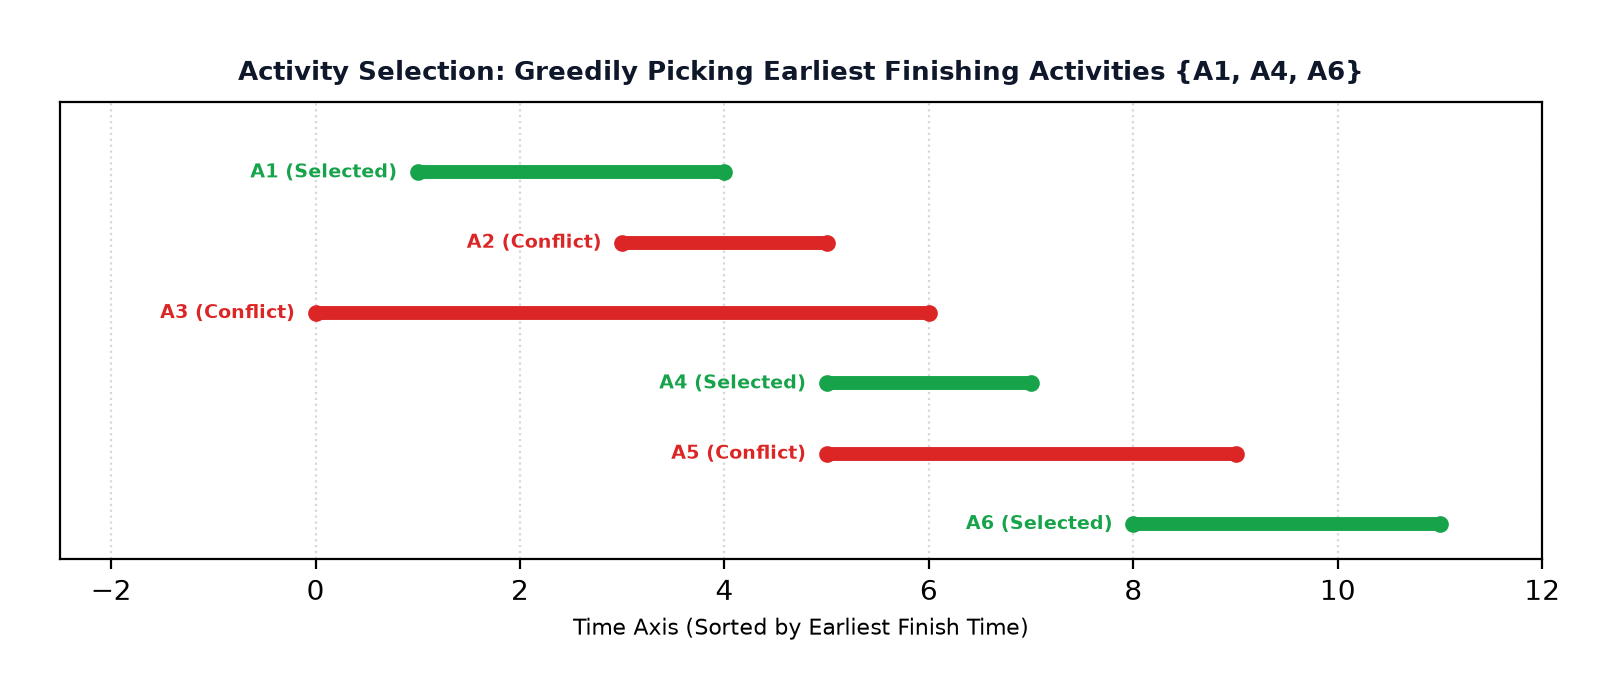 Activity Selection: Greedily Picking Earliest Finishing Activities {A1, A4, A6}
A1 (Selected)
A2 (Conflict)
A3 (Conflict)
A4 (Selected)
A5 (Conflict)
A6 (Selected)
−2 0 2 4 6 8 10 12
Time Axis (Sorted by Earliest Finish Time)